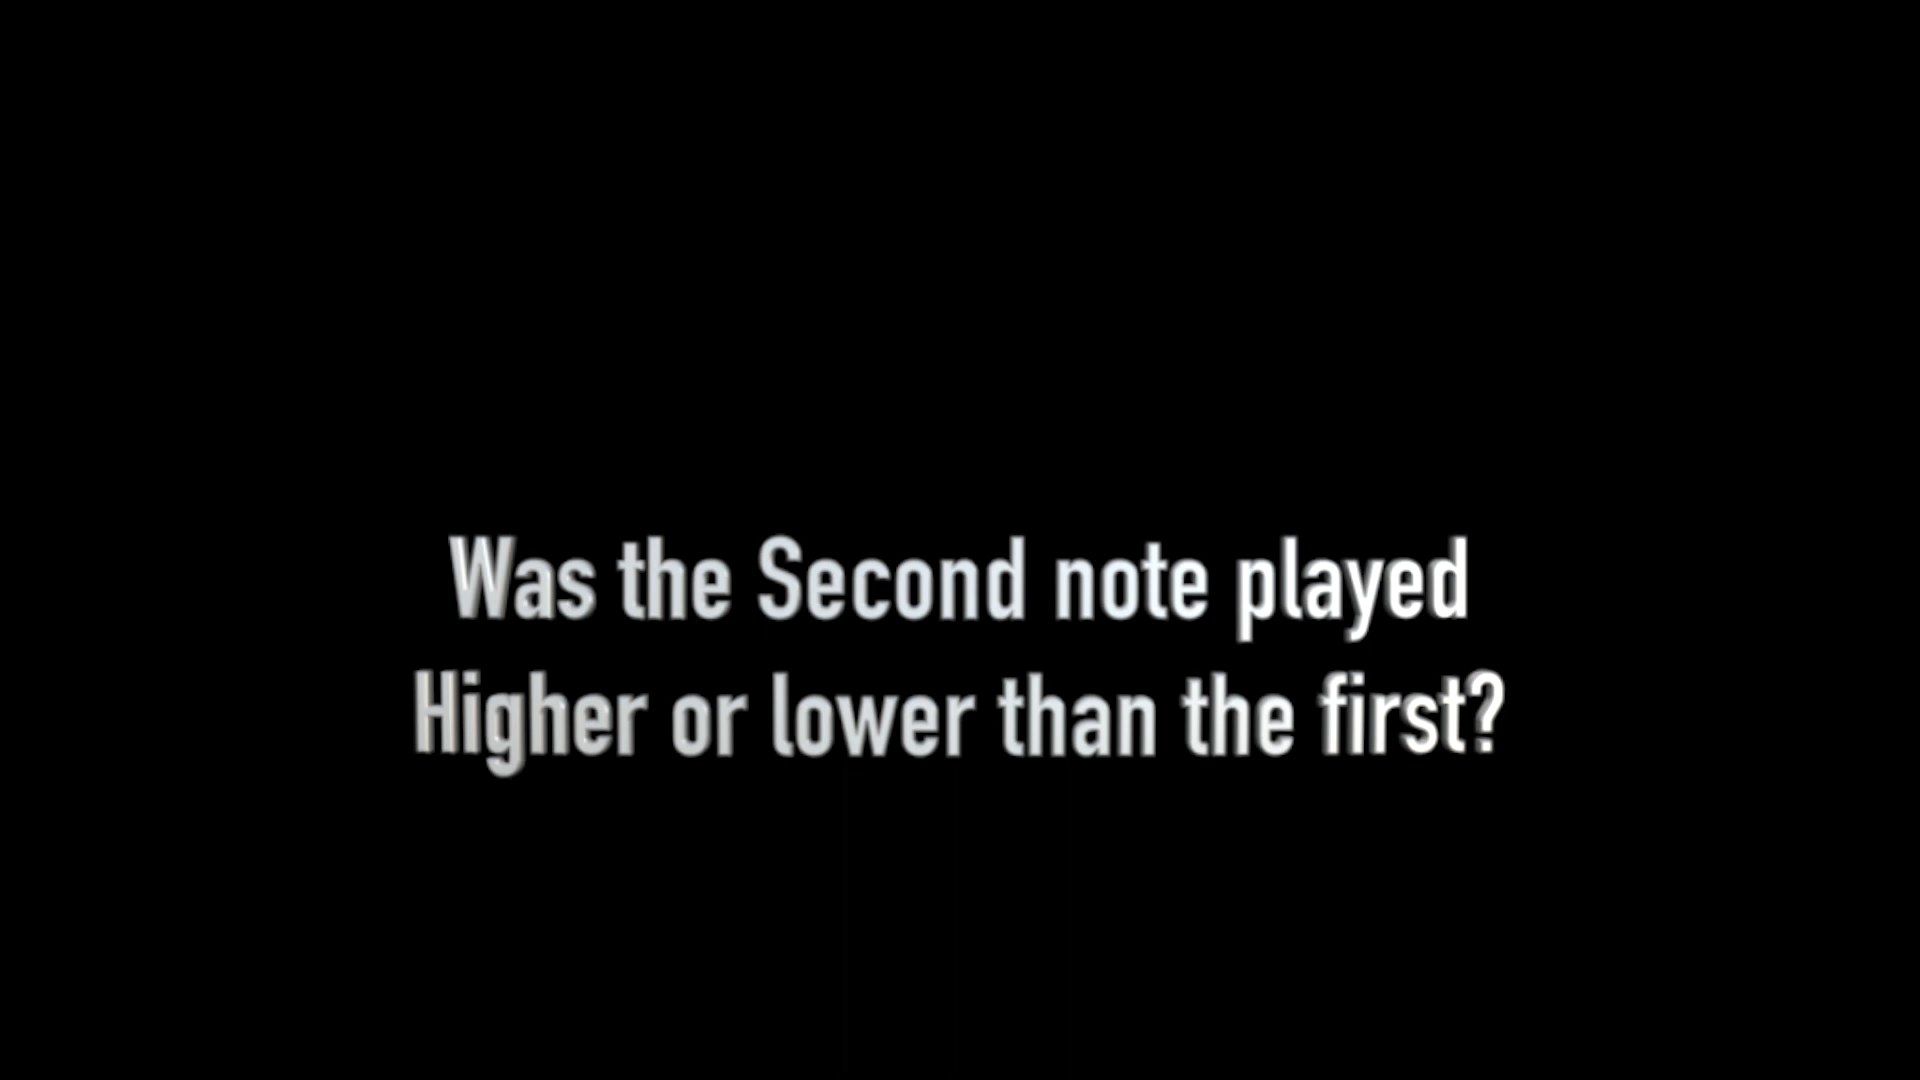 Was the Second note played
Higher or lower than the first?